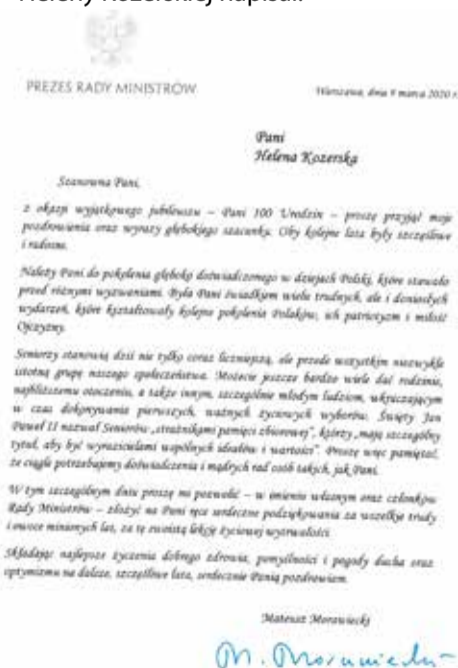 PREZES RADY MINISTRÓW
Warszawa, dnia 9 marca 2020 r.
Pani
Helena Kozerska
Szanowna Pani,
z okazji wyjątkowego jubileuszu – Pani 100 Urodzin – proszę przyjąć moje
pozdrowienia oraz wyrazy głębokiego szacunku. Oby kolejne lata były szczęśliwe
i radosne.
Należy Pani do pokolenia głęboko doświadczonego w dziejach Polski, które stawało
przed różnymi wyzwaniami. Była Pani świadkiem wielu trudnych, ale i doniosłych
wydarzeń, które kształtowały kolejne pokolenia Polaków, ich patriotyzm i miłość
Ojczyzny.
Seniorzy stanowią dziś nie tylko coraz liczniejszą, ale przede wszystkim niezwykle
istotną grupę naszego społeczeństwa. Możecie jeszcze bardzo wiele dać rodzinie,
najbliższemu otoczeniu, a także innym, szczególnie młodym ludziom, wkraczającym
w czas dokonywania pierwszych, ważnych życiowych wyborów. Święty Jan
Paweł II nazwał Seniorów „strażnikami pamięci zbiorowej”, którzy „mają szczególny
tytuł, aby być wyrazicielami wspólnych ideałów i wartości”. Proszę więc pamiętać,
że ciągle potrzebujemy doświadczenia i mądrych rad osób takich, jak Pani.
W tym szczególnym dniu proszę mi pozwolić – w imieniu własnym oraz członków
Rady Ministrów – złożyć na Pani ręce serdeczne podziękowania za wszelkie trudy
i owoce minionych lat, za tę swoistą lekcję życiowej wytrwałości.
Składając najlepsze życzenia dobrego zdrowia, pomyślności i pogody ducha oraz
optymizmu na dalsze, szczęśliwe lata, serdecznie Panią pozdrawiam.
Mateusz Morawiecki
M. Morawiecki